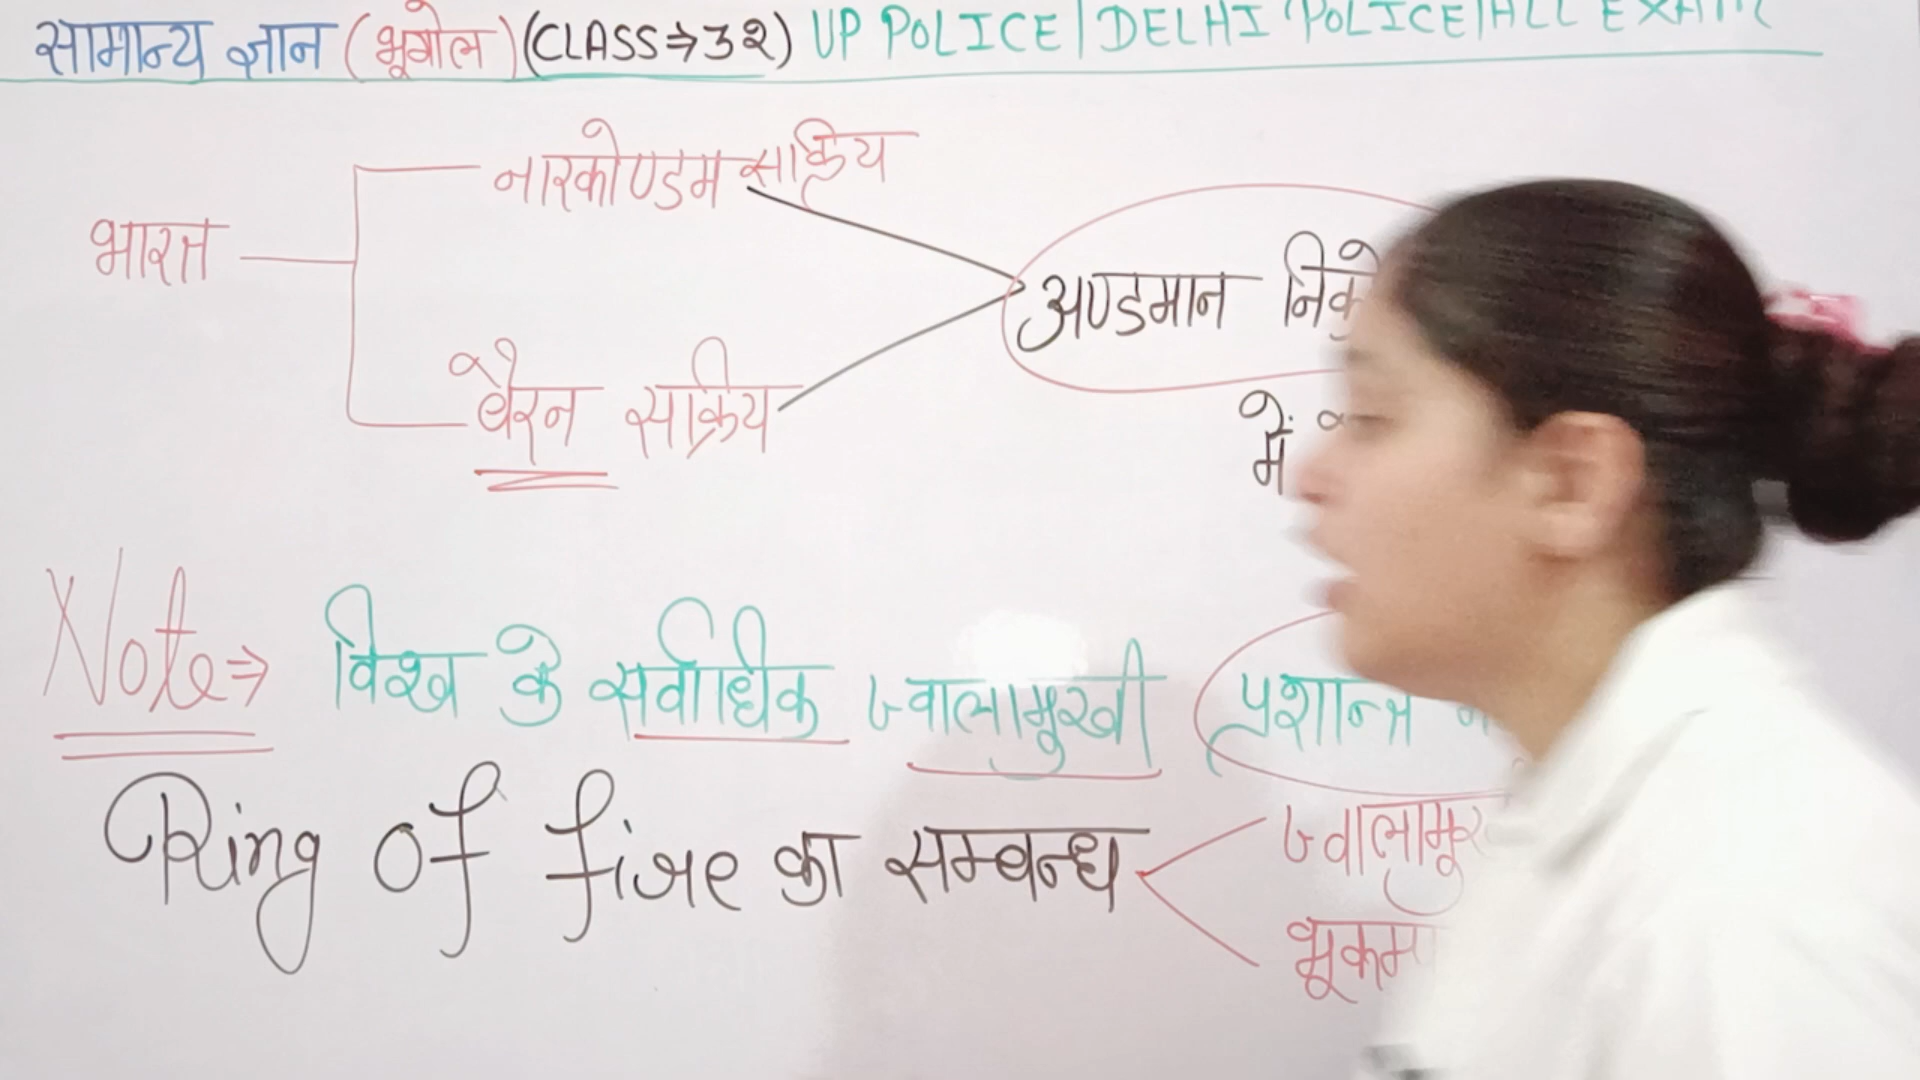 सामान्य ज्ञान (भूगोल) (CLASS⇒32) UP POLICE/DELHI POLICE/ALL EXAM
नारकोण्डम सक्रिय
भारत
अण्डमान
बैरन सक्रिय
में
Note⇒ विश्व के सर्वाधिक ज्वालामुखी प्रशान्त
Ring of fire का सम्बन्ध